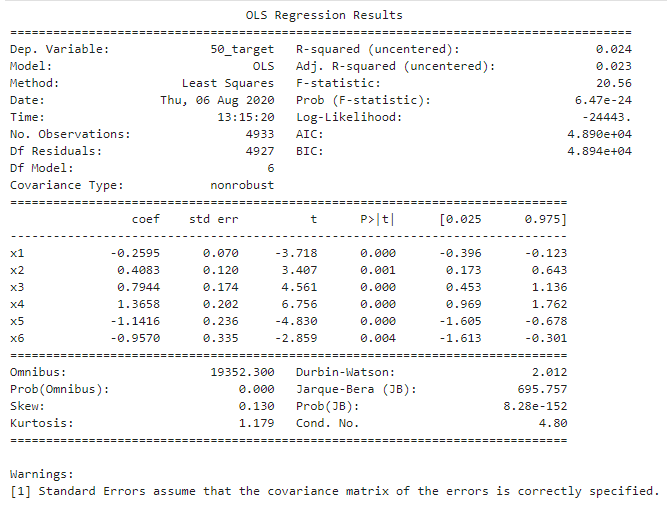 OLS Regression Results
==============================================================================
Dep. Variable: 50_target R-squared (uncentered): 0.024
Model: OLS Adj. R-squared (uncentered): 0.023
Method: Least Squares F-statistic: 20.56
Date: Thu, 06 Aug 2020 Prob (F-statistic): 6.47e-24
Time: 13:15:20 Log-Likelihood: -24443.
No. Observations: 4933 AIC: 4.890e+04
Df Residuals: 4927 BIC: 4.894e+04
Df Model: 6
Covariance Type: nonrobust
==============================================================================
coef std err t P>|t| [0.025 0.975]
------------------------------------------------------------------------------
x1 -0.2595 0.070 -3.718 0.000 -0.396 -0.123
x2 0.4083 0.120 3.407 0.001 0.173 0.643
x3 0.7944 0.174 4.561 0.000 0.453 1.136
x4 1.3658 0.202 6.756 0.000 0.969 1.762
x5 -1.1416 0.236 -4.830 0.000 -1.605 -0.678
x6 -0.9570 0.335 -2.859 0.004 -1.613 -0.301
==============================================================================
Omnibus: 19352.300 Durbin-Watson: 2.012
Prob(Omnibus): 0.000 Jarque-Bera (JB): 695.757
Skew: 0.130 Prob(JB): 8.28e-152
Kurtosis: 1.179 Cond. No. 4.80
==============================================================================
Warnings:
[1] Standard Errors assume that the covariance matrix of the errors is correctly specified.